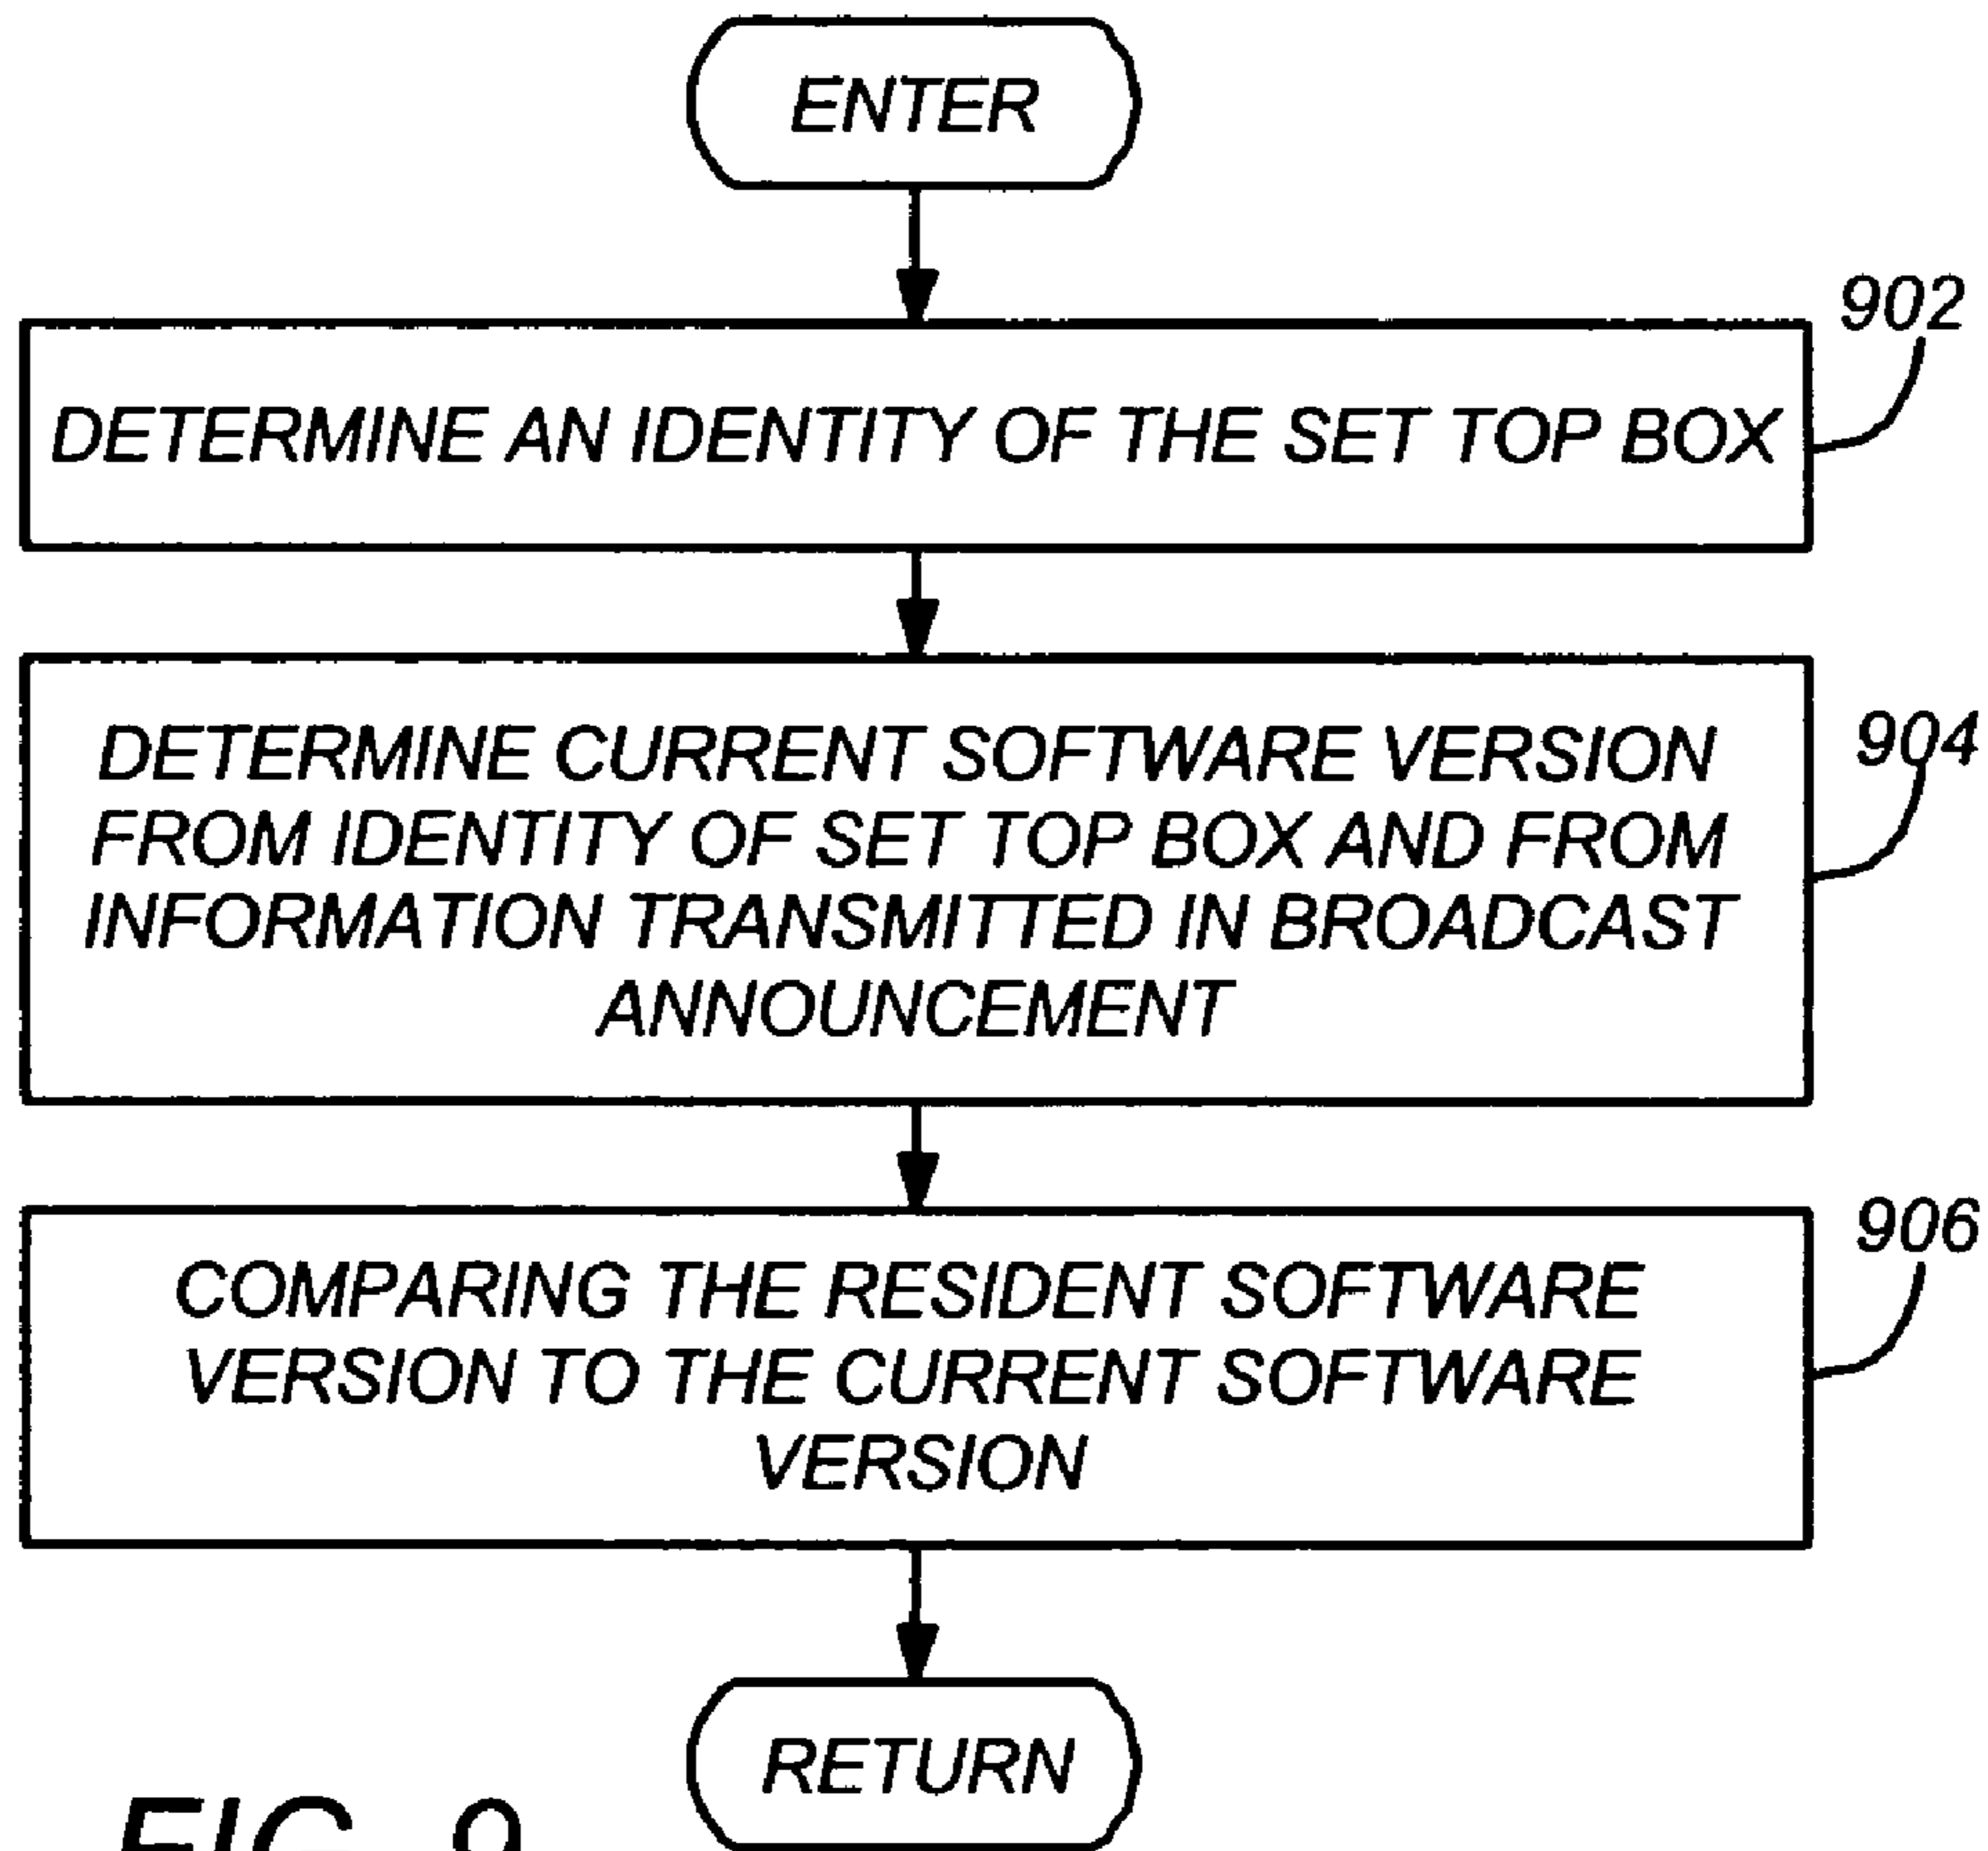 ENTER
902
DETERMINE AN IDENTITY OF THE SET TOP BOX
904
DETERMINE CURRENT SOFTWARE VERSION
FROM IDENTITY OF SET TOP BOX AND FROM
INFORMATION TRANSMITTED IN BROADCAST
ANNOUNCEMENT
906
COMPARING THE RESIDENT SOFTWARE
VERSION TO THE CURRENT SOFTWARE
VERSION
RETURN
FIG. 9